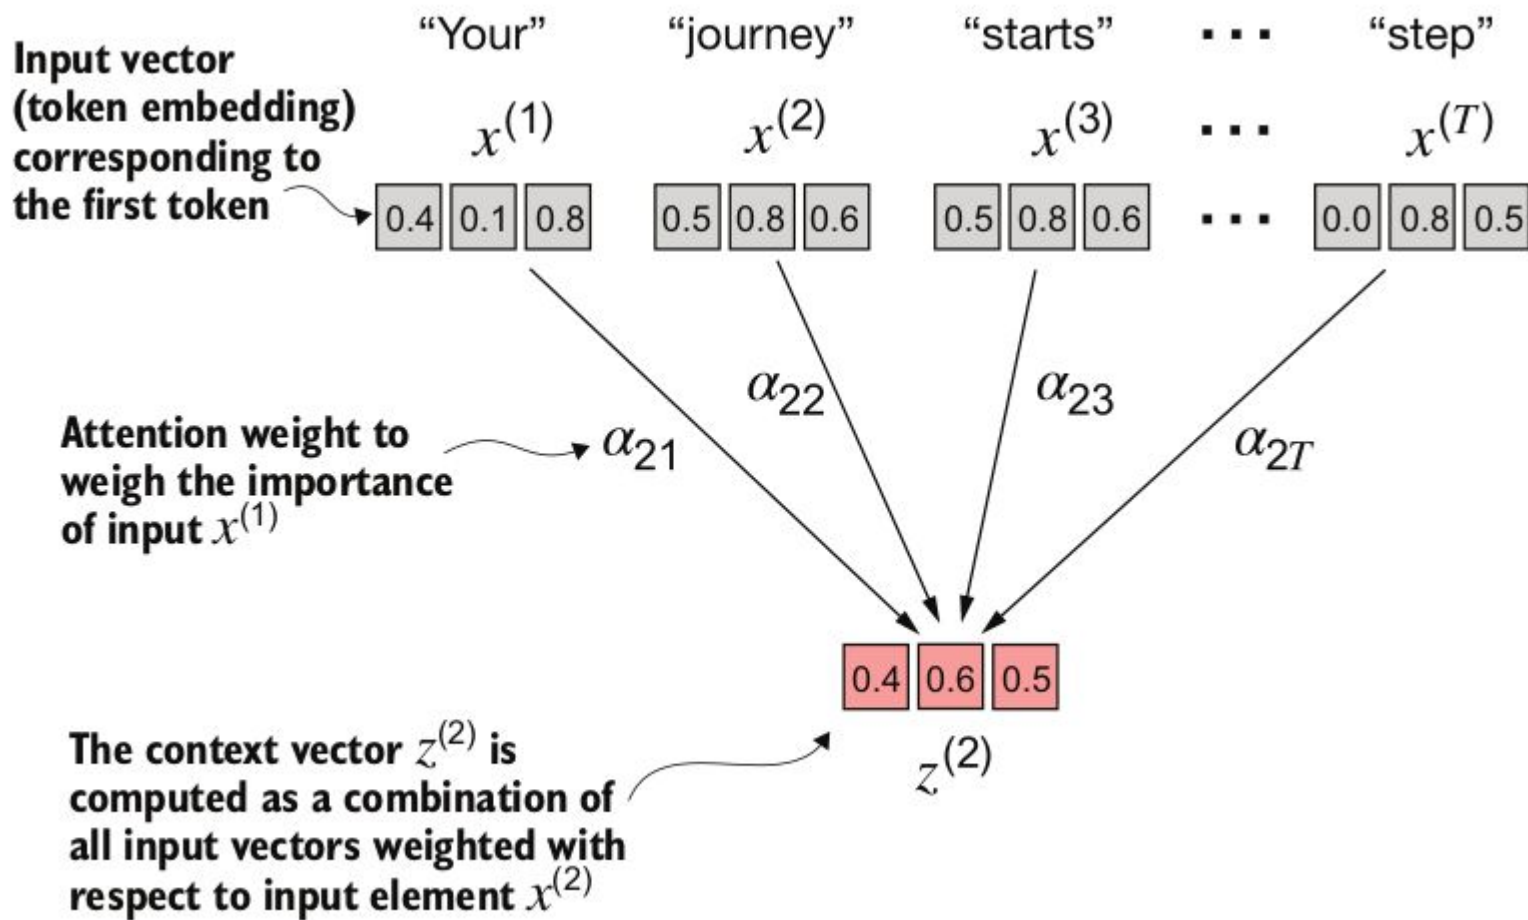 “Your” “journey” “starts” ... “step”
Input vector
(token embedding)
corresponding to
the first token
x(1) x(2) x(3) ... x(T)
0.4 0.1 0.8 0.5 0.8 0.6 0.5 0.8 0.6 ... 0.0 0.8 0.5
α22 α23
Attention weight to
weigh the importance
of input x(1)
α21 α2T
0.4 0.6 0.5
z(2)
The context vector z(2) is
computed as a combination of
all input vectors weighted with
respect to input element x(2)